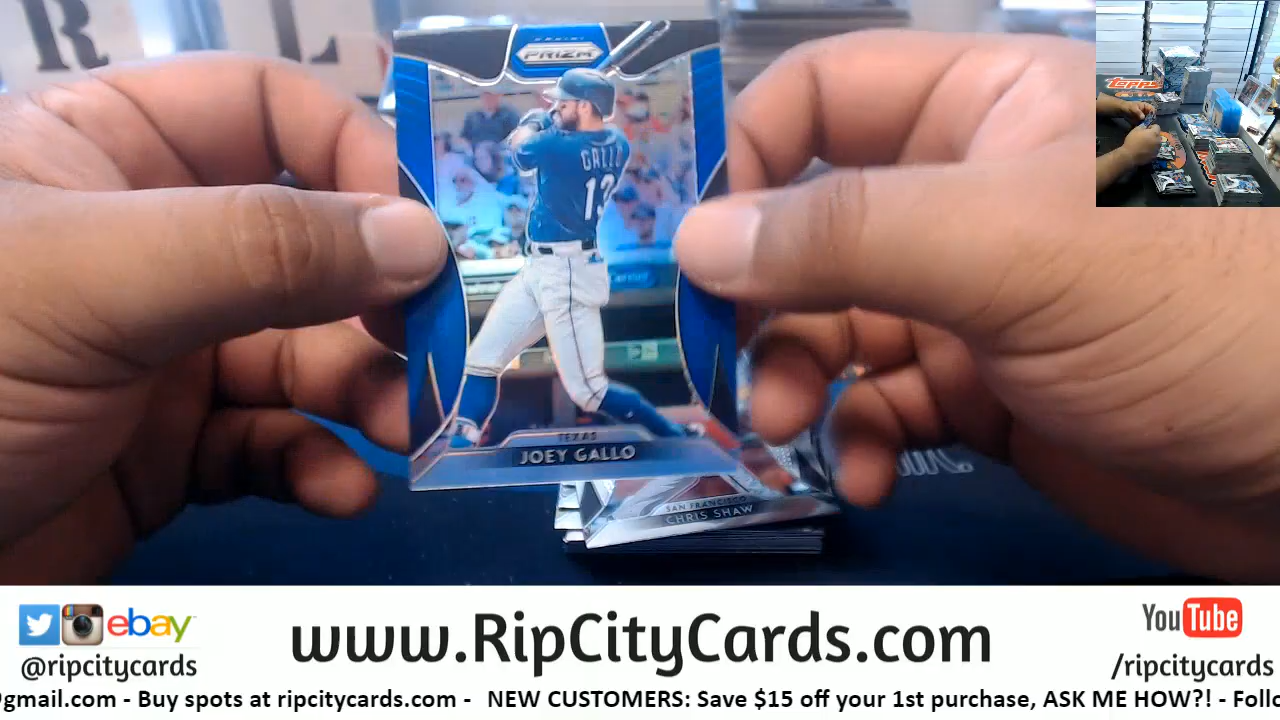 R L
PANINI
PRIZM
GALLO
13
TEXAS
JOEY GALLO
SAN FRANCISCO
CHRIS SHAW
Topps
ebay
@ripcitycards
www.RipCityCards.com
YouTube
/ripcitycards
@gmail.com - Buy spots at ripcitycards.com - NEW CUSTOMERS: Save $15 off your 1st purchase, ASK ME HOW?! - Follo